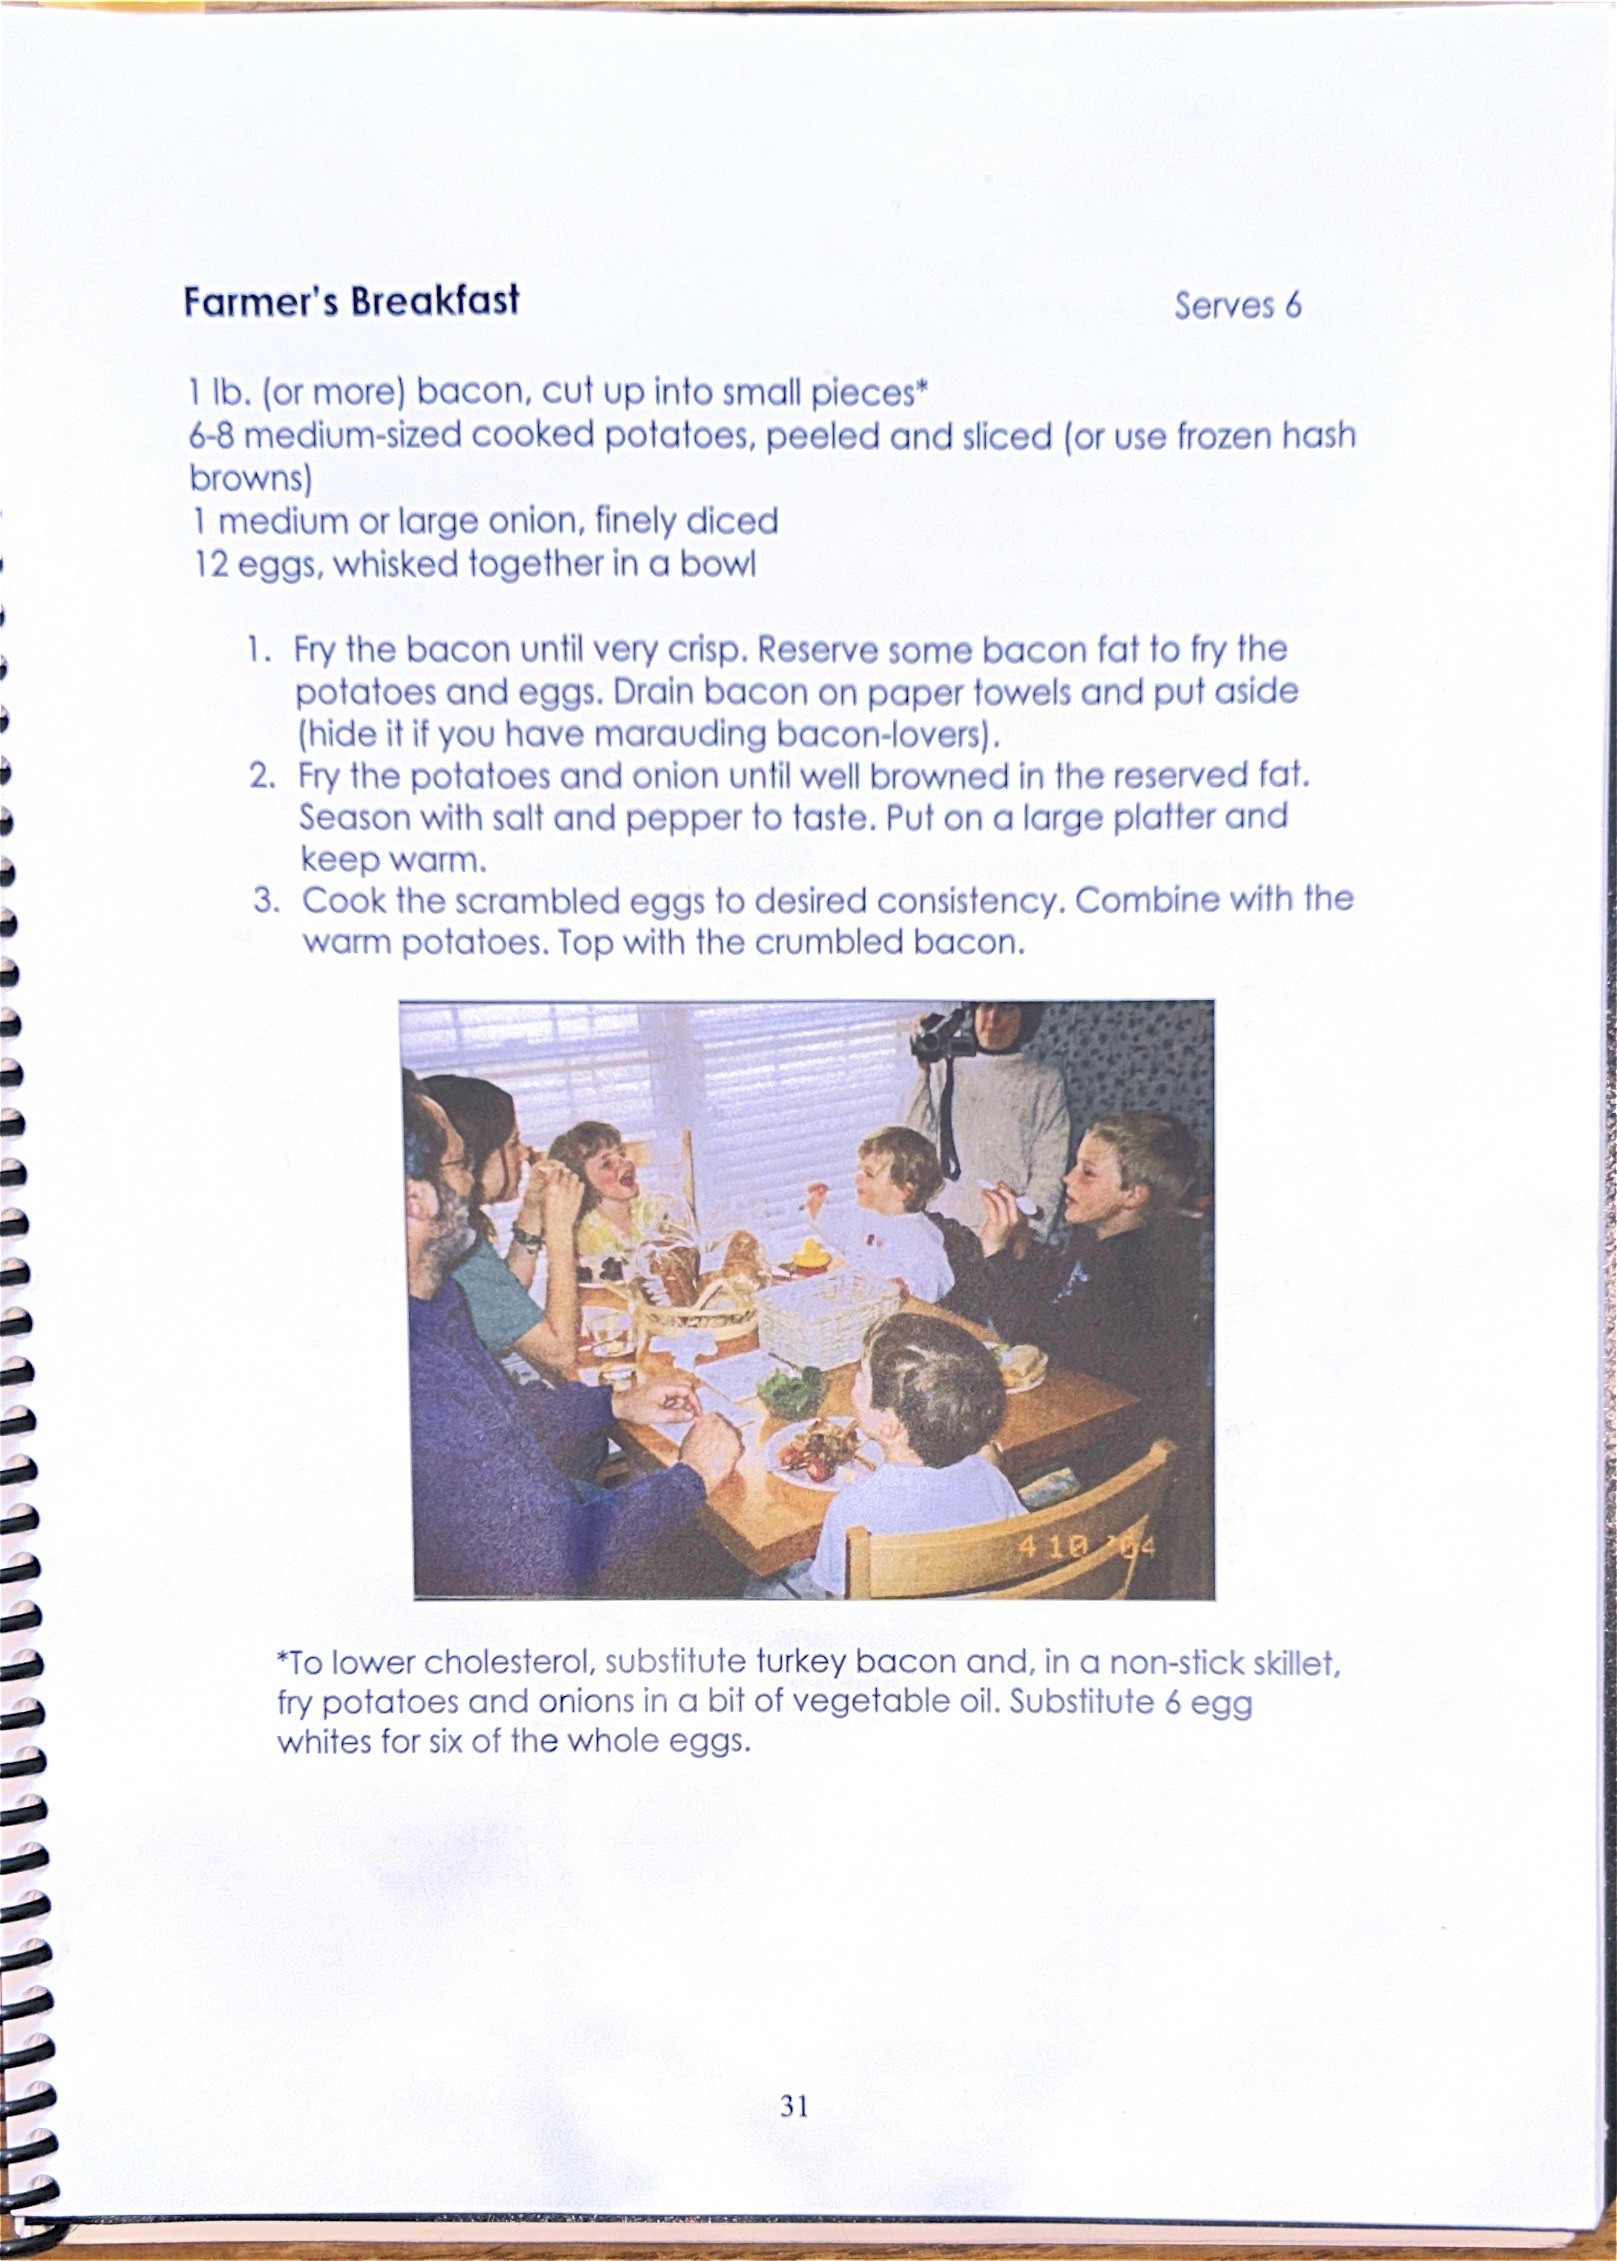 Farmer's Breakfast Serves 6
1 lb. (or more) bacon, cut up into small pieces*
6-8 medium-sized cooked potatoes, peeled and sliced (or use frozen hash
browns)
1 medium or large onion, finely diced
12 eggs, whisked together in a bowl
1. Fry the bacon until very crisp. Reserve some bacon fat to fry the
potatoes and eggs. Drain bacon on paper towels and put aside
(hide it if you have marauding bacon-lovers).
2. Fry the potatoes and onion until well browned in the reserved fat.
Season with salt and pepper to taste. Put on a large platter and
keep warm.
3. Cook the scrambled eggs to desired consistency. Combine with the
warm potatoes. Top with the crumbled bacon.
4 10 '04
*To lower cholesterol, substitute turkey bacon and, in a non-stick skillet,
fry potatoes and onions in a bit of vegetable oil. Substitute 6 egg
whites for six of the whole eggs.
31